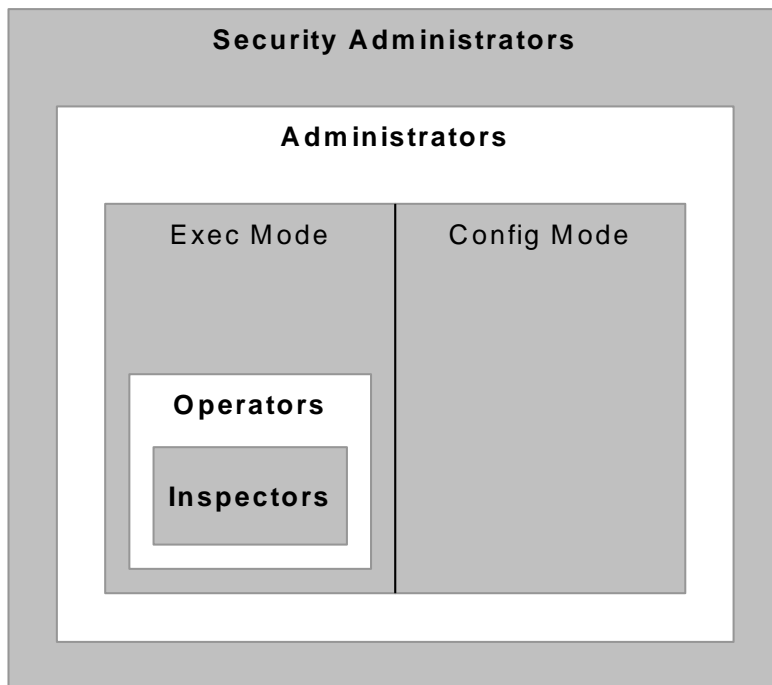 Security Administrators
Administrators
Exec Mode
Config Mode
Operators
Inspectors